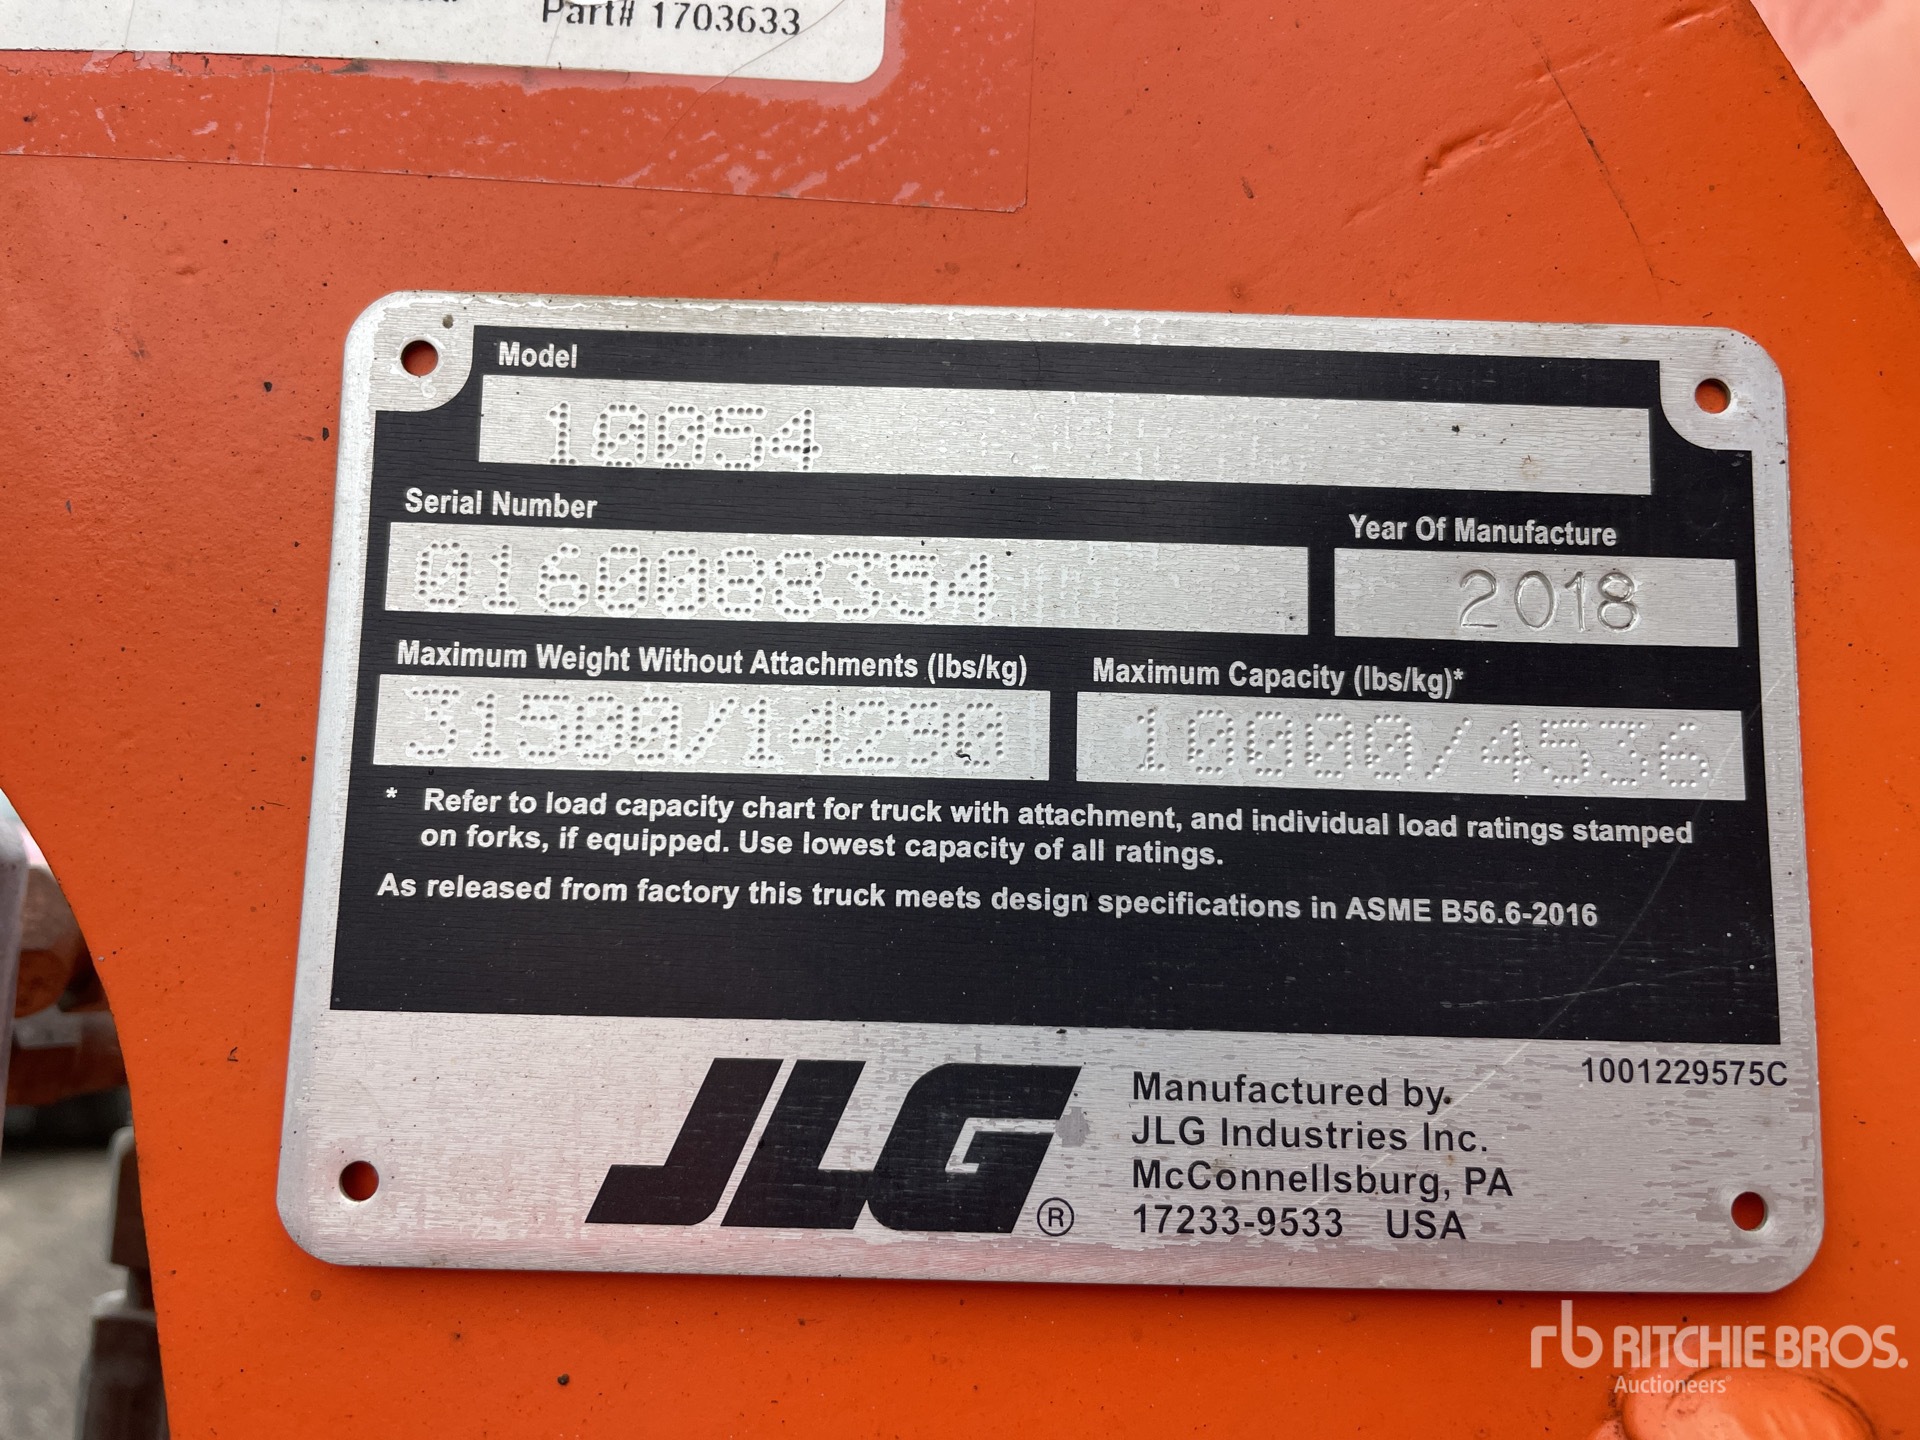 Part# 1703633
Model
10054
Serial Number
0160088354
Year Of Manufacture
2018
Maximum Weight Without Attachments (lbs/kg)
31500/14290
Maximum Capacity (lbs/kg)*
10000/4536
* Refer to load capacity chart for truck with attachment, and individual load ratings stamped
on forks, if equipped. Use lowest capacity of all ratings.
As released from factory this truck meets design specifications in ASME B56.6-2016
1001229575C
JLG ®
Manufactured by
JLG Industries Inc.
McConnellsburg, PA
17233-9533 USA
rb RITCHIE BROS.
Auctioneers